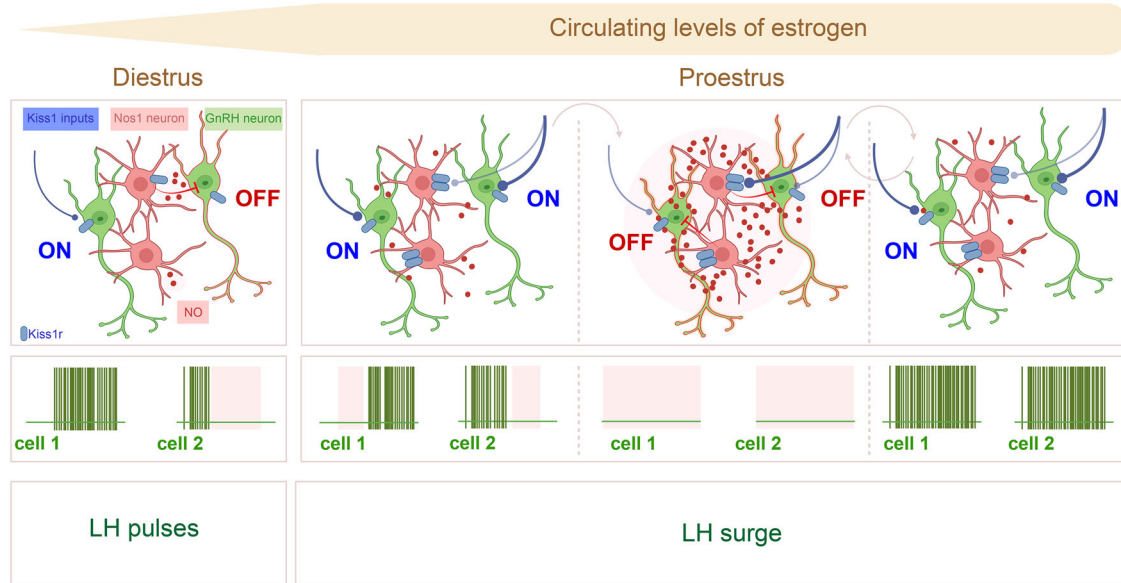 Circulating levels of estrogen
Diestrus
Proestrus
Kiss1 inputs
Nos1 neuron
GnRH neuron
OFF
ON
NO
Kiss1r
ON
ON
OFF
OFF
ON
ON
cell 1
cell 2
cell 1
cell 2
cell 1
cell 2
cell 1
cell 2
LH pulses
LH surge